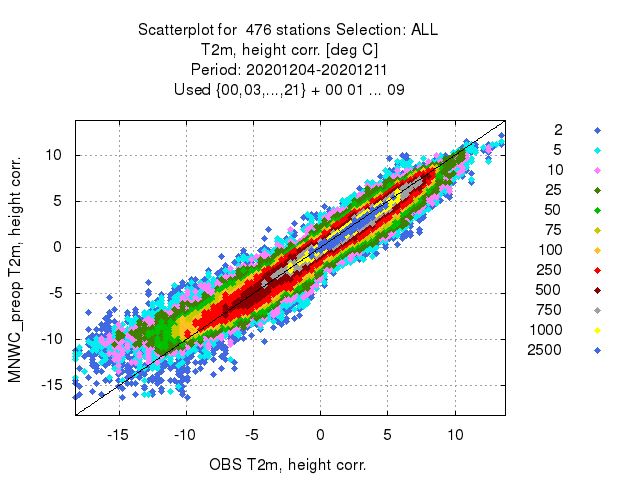 Scatterplot for 476 stations Selection: ALL
T2m, height corr. [deg C]
Period: 20201204-20201211
Used {00,03,...,21} + 00 01 ... 09
MNWC_preop T2m, height corr.
10
5
0
-5
-10
-15
-15 -10 -5 0 5 10
OBS T2m, height corr.
2
5
10
25
50
75
100
250
500
750
1000
2500